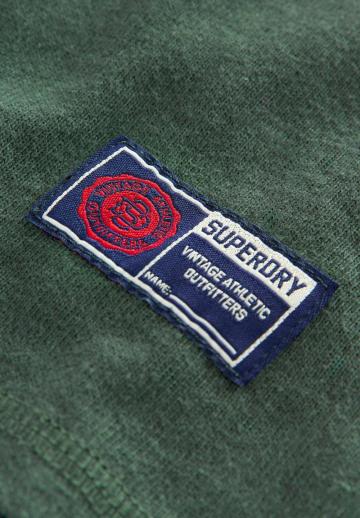 SUPERDRY
VINTAGE ATHLETIC
OUTFITTERS
NAME: